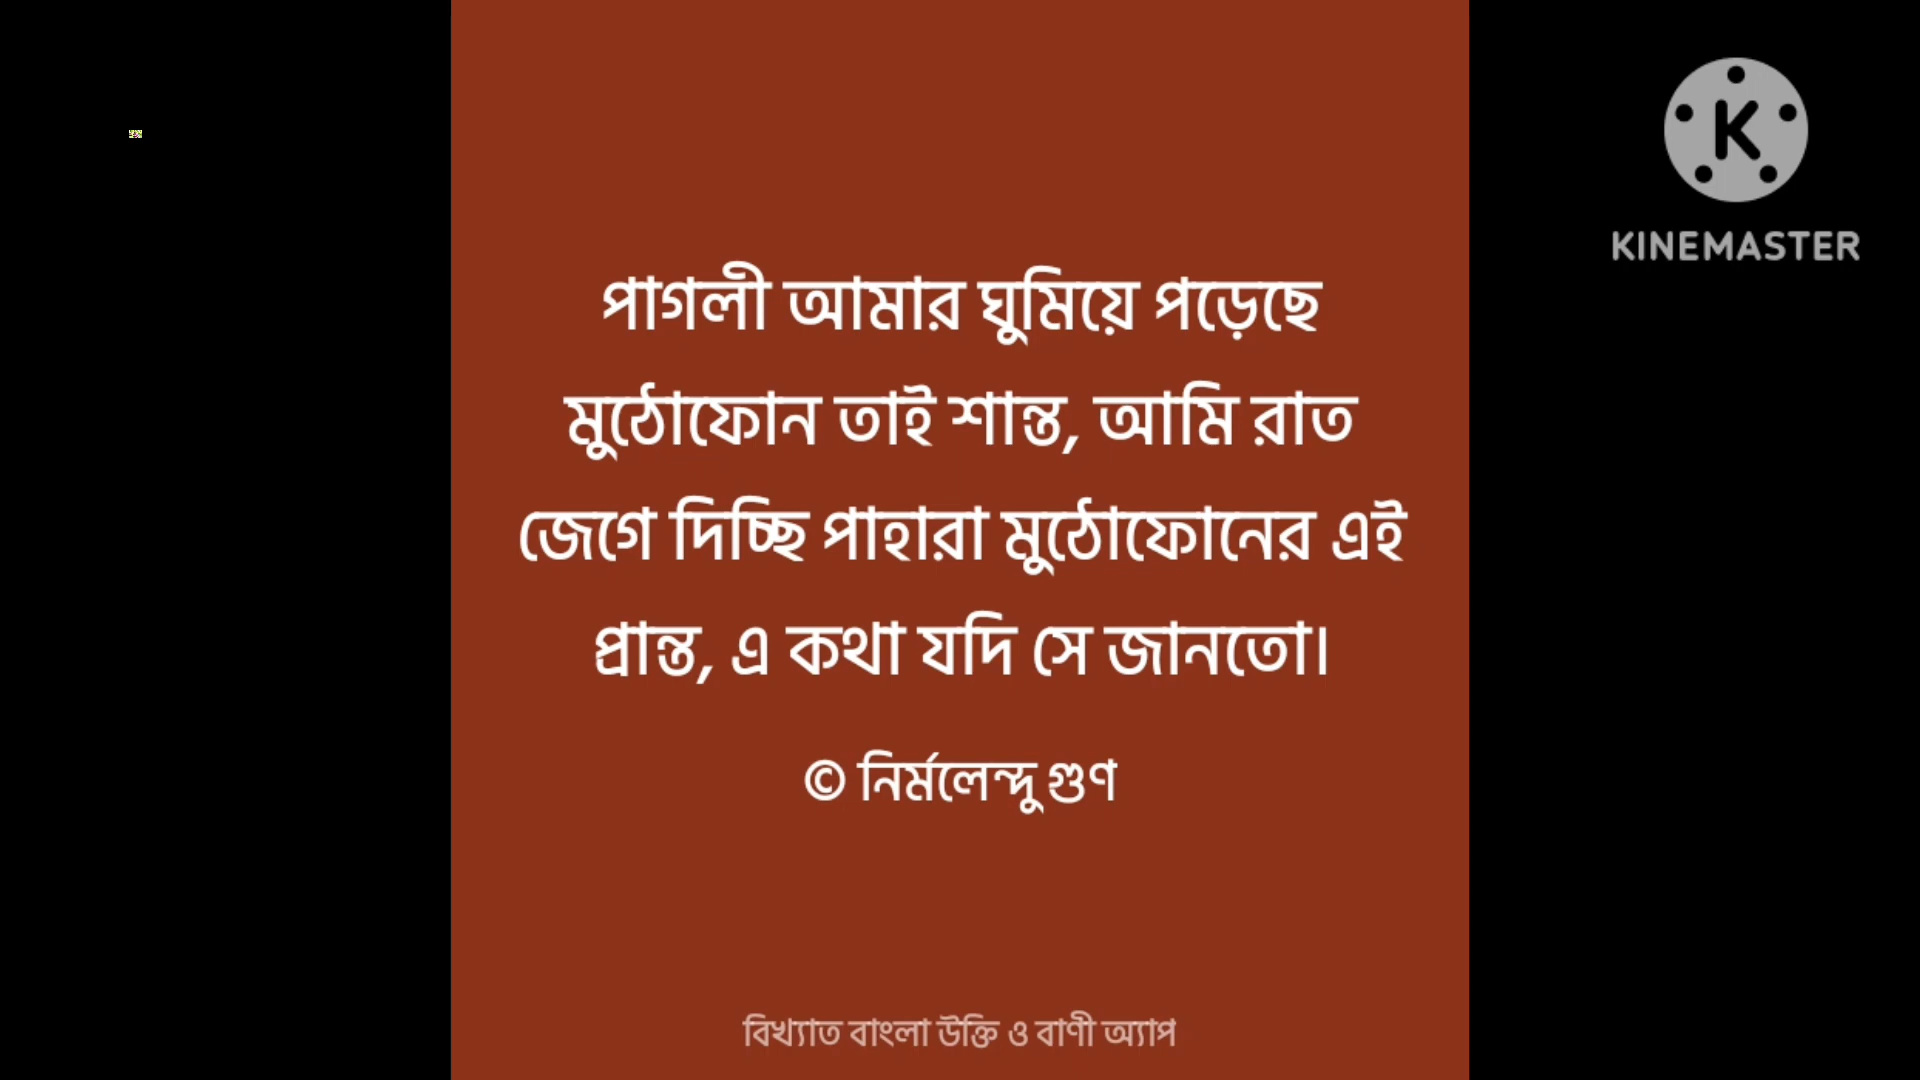 পাগলী আমার ঘুমিয়ে পড়েছে
মুঠোফোন তাই শান্ত, আমি রাত
জেগে দিচ্ছি পাহারা মুঠোফোনের এই
প্রান্ত, এ কথা যদি সে জানতো।
© নির্মলেন্দু গুণ
বিখ্যাত বাংলা উক্তি ও বাণী অ্যাপ
K
KINEMASTER